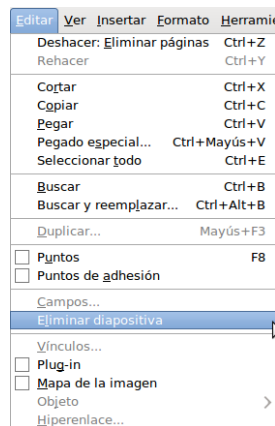 Editar Ver Insertar Formato Herramie
Deshacer: Eliminar páginas Ctrl+Z
Rehacer Ctrl+Y
Cortar Ctrl+X
Copiar Ctrl+C
Pegar Ctrl+V
Pegado especial... Ctrl+Mayús+V
Seleccionar todo Ctrl+E
Buscar Ctrl+B
Buscar y reemplazar... Ctrl+Alt+B
Duplicar... Mayús+F3
Puntos F8
Puntos de adhesión
Campos...
Eliminar diapositiva
Vínculos...
Plug-in
Mapa de la imagen
Objeto
Hiperenlace...